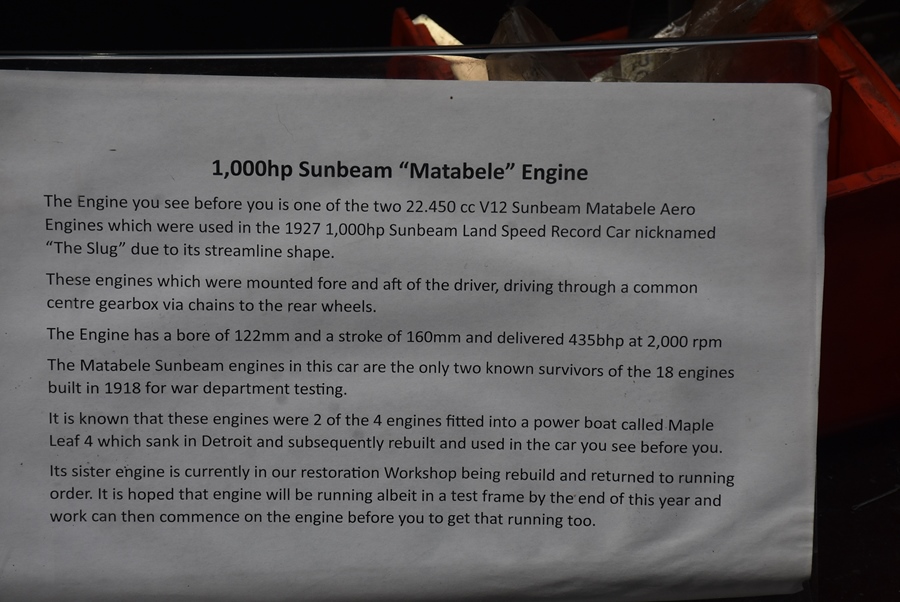 1,000hp Sunbeam “Matabele” Engine
The Engine you see before you is one of the two 22.450 cc V12 Sunbeam Matabele Aero
Engines which were used in the 1927 1,000hp Sunbeam Land Speed Record Car nicknamed
“The Slug” due to its streamline shape.
These engines which were mounted fore and aft of the driver, driving through a common
centre gearbox via chains to the rear wheels.
The Engine has a bore of 122mm and a stroke of 160mm and delivered 435bhp at 2,000 rpm
The Matabele Sunbeam engines in this car are the only two known survivors of the 18 engines
built in 1918 for war department testing.
It is known that these engines were 2 of the 4 engines fitted into a power boat called Maple
Leaf 4 which sank in Detroit and subsequently rebuilt and used in the car you see before you.
Its sister engine is currently in our restoration Workshop being rebuild and returned to running
order. It is hoped that engine will be running albeit in a test frame by the end of this year and
work can then commence on the engine before you to get that running too.